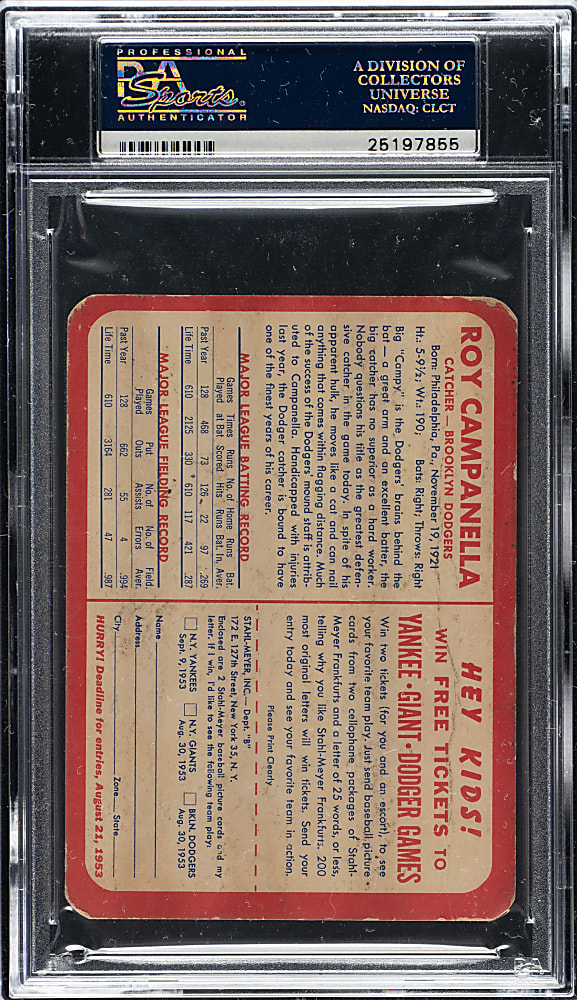 PROFESSIONAL
PSA
Sports
AUTHENTICATOR
A DIVISION OF
COLLECTORS
UNIVERSE
NASDAQ: CLCT
25197855
ROY CAMPANELLA
CATCHER — BROOKLYN DODGERS
Born: Philadelphia, Pa., November 19, 1921
Ht.: 5-9½; Wt.: 190; Bats: Right; Throws: Right
Big "Campy" is the Dodgers' brains behind the
bat — a great arm and an excellent batter, the
big catcher has no superior as a hard worker.
Nobody questions his title as the greatest defen-
sive catcher in the game today. In spite of his
apparent hulk, he moves like a cat and can nail
anything that comes within flagging distance. Much
of the success of the Dodgers' mound staff is attrib-
uted to Campanella. Handicapped with injuries
last year, the Dodger catcher is bound to have
one of the finest years of his career.
MAJOR LEAGUE BATTING RECORD
Games Times Runs No. of Home Runs Bat.
Played at Bat Scored Hits Runs Bat. In. Aver.
Past Year 128 468 73 126 22 97 .269
Life Time 610 2125 330 610 117 421 .287
MAJOR LEAGUE FIELDING RECORD
Games Put No. of No. of Field.
Played Outs Assists Errors Aver.
Past Year 128 662 55 4 .994
Life Time 610 3164 281 47 .987
HEY KIDS!
WIN FREE TICKETS TO
YANKEE • GIANT • DODGER GAMES
Win two tickets (for you and an escort), to see
your favorite team play. Just send baseball picture
cards from two cellophane packages of Stahl-
Meyer Frankfurts and a letter of 25 words, or less,
telling why you like Stahl-Meyer Frankfurts. 200
most original letters will win tickets. Send your
entry today and see your favorite team in action.
Please Print Clearly
STAHL-MEYER, INC. — Dept. "B"
172 E. 127th Street, New York 35, N. Y.
Enclosed are 2 Stahl-Meyer baseball picture cards and my
letter. If I win, I'd like to see the following team play:
N.Y. YANKEES N.Y. GIANTS BKLN. DODGERS
Sept. 9, 1953 Aug. 30, 1953 Aug. 30, 1953
Name
Address
City Zone State
HURRY! Deadline for entries, August 21, 1953